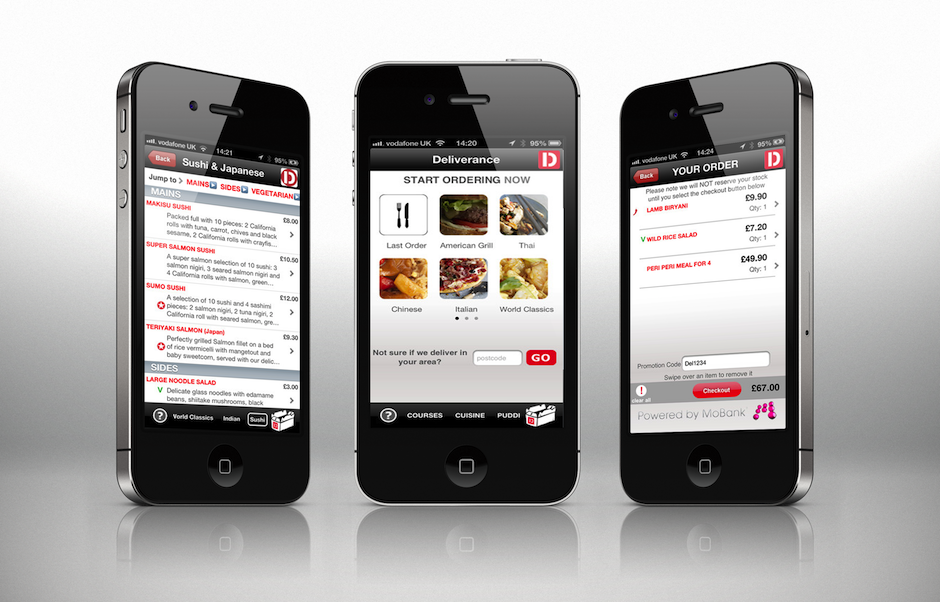 vodafone UK 14:21 95%
Back Sushi & Japanese D
Jump to MAINS SIDES VEGETARIAN
MAINS
MAKISU SUSHI
£8.00
Packed full with 10 pieces: 2 California
rolls with tuna, carrot, chives and black
sesame, 2 California rolls with crayfis...
SUPER SALMON SUSHI
£10.50
A super salmon selection of 10 sushi: 3
salmon nigiri, 3 seared salmon nigiri and
4 California rolls with salmon, green...
SUMO SUSHI
£12.00
A selection of 10 sushi and 4 sashimi
pieces: 2 salmon nigiri, 2 tuna nigiri, 2
California rolls with seared salmon, gre...
TERIYAKI SALMON (Japan)
£9.30
Perfectly grilled Salmon fillet on a bed
of rice vermicelli with mangetout and
baby sweetcorn, served with our delic...
SIDES
LARGE NOODLE SALAD
£3.00
V Delicate glass noodles with edamame
beans, shiitake mushrooms, black
? World Classics Indian Sushi
vodafone UK 14:20 95%
Deliverance D
START ORDERING NOW
Last Order American Grill Thai
Chinese Italian World Classics
Not sure if we deliver in
your area?
postcode GO
? COURSES CUISINE PUDDI
vodafone UK 14:24 95%
Back YOUR ORDER D
Please note we will NOT reserve your stock
until you select the checkout button below
LAMB BIRYANI £9.90
Qty: 1
V WILD RICE SALAD £7.20
Qty: 1
PERI PERI MEAL FOR 4 £49.90
Qty: 1
Promotion Code Del1234
Swipe over an item to remove it
! clear all Checkout £67.00
Powered by MoBank